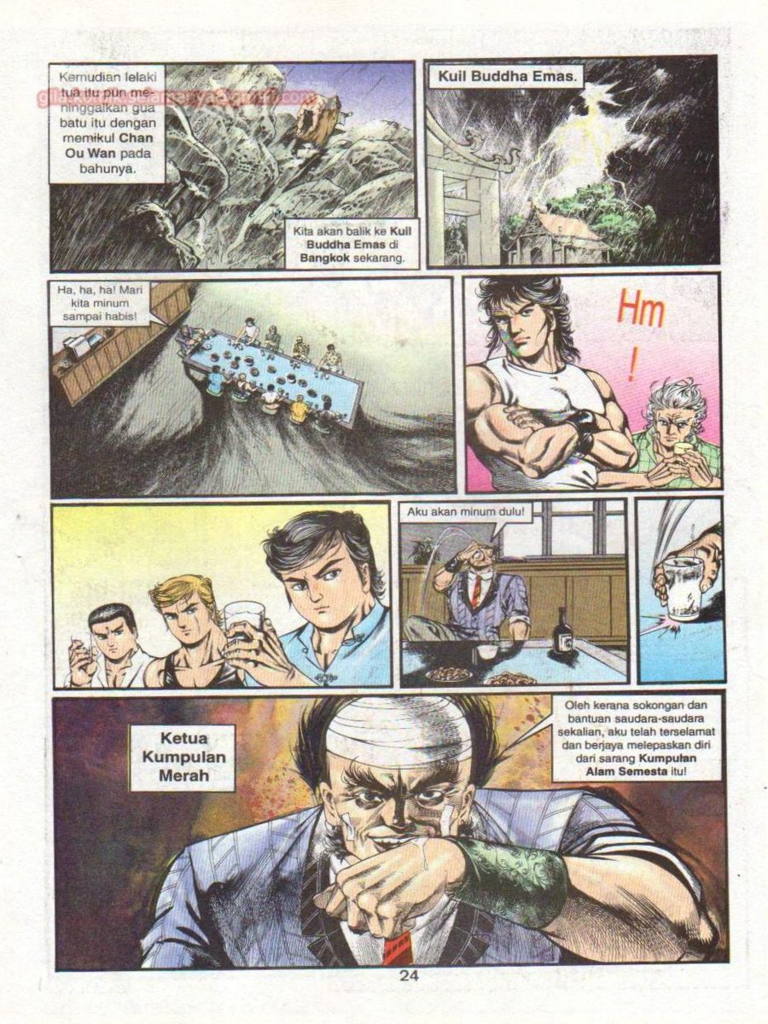 Kemudian lelaki
tua itu pun me-
ninggalkan gua
batu itu dengan
memikul Chan
Ou Wan pada
bahunya.
Kita akan balik ke Kuil
Buddha Emas di
Bangkok sekarang.
Kuil Buddha Emas.
Ha, ha, ha! Mari
kita minum
sampai habis!
Hm
!
Aku akan minum dulu!
Ketua
Kumpulan
Merah
Oleh kerana sokongan dan
bantuan saudara-saudara
sekalian, aku telah terselamat
dan berjaya melepaskan diri
dari sarang Kumpulan
Alam Semesta itu!
24